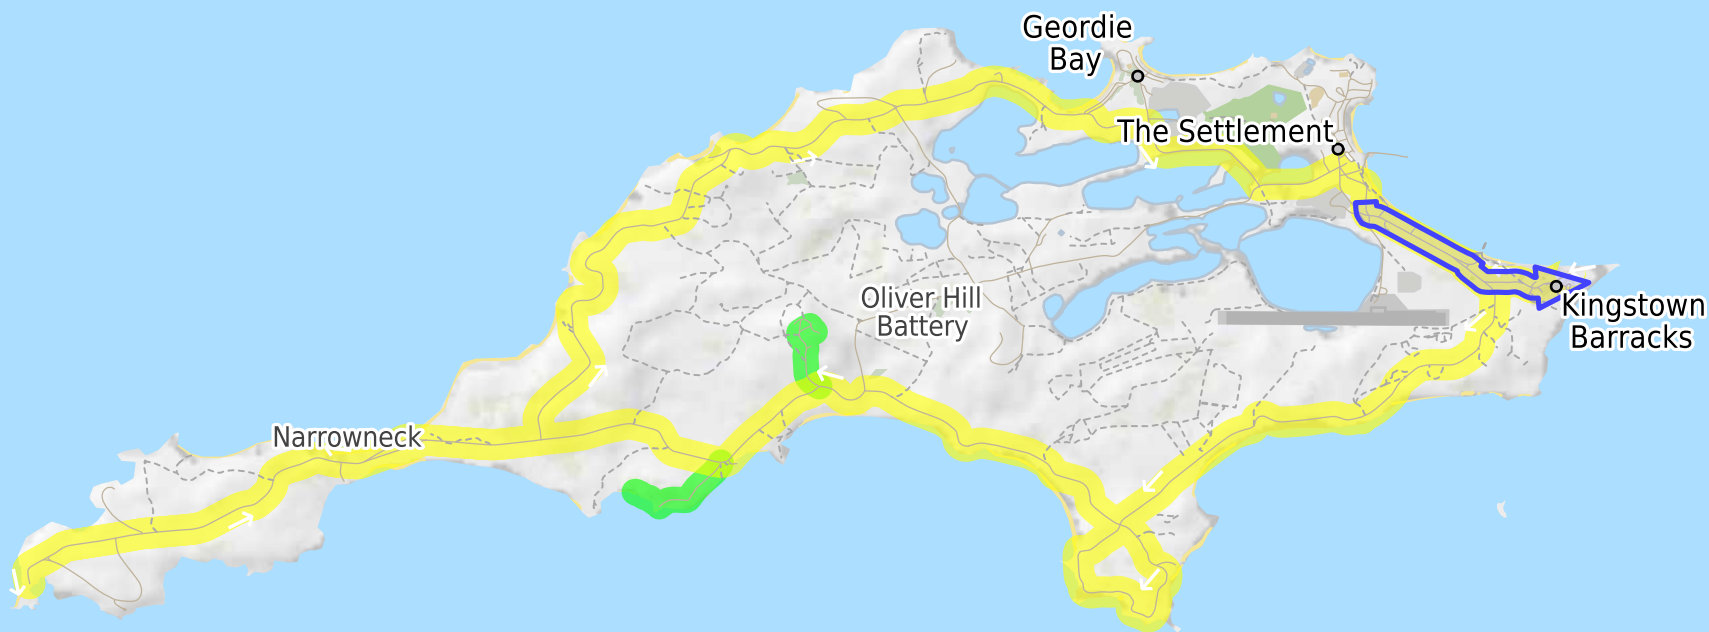 Geordie
Bay
The Settlement
Oliver Hill
Battery
Kingstown
Barracks
Narrowneck